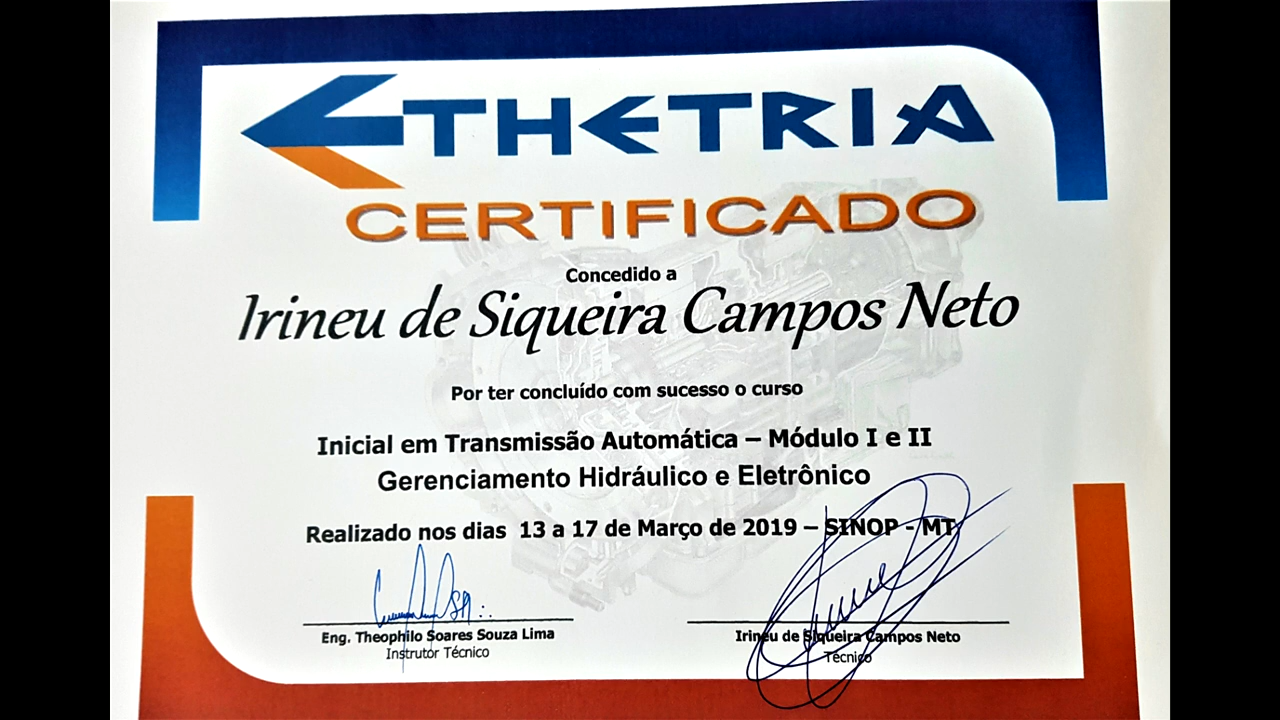 THETRIA
CERTIFICADO
Concedido a
Irineu de Siqueira Campos Neto
Por ter concluído com sucesso o curso
Inicial em Transmissão Automática – Módulo I e II
Gerenciamento Hidráulico e Eletrônico
Realizado nos dias 13 a 17 de Março de 2019 – SINOP - MT
Eng. Theophilo Soares Souza Lima
Instrutor Técnico
Irineu de Siqueira Campos Neto
Técnico